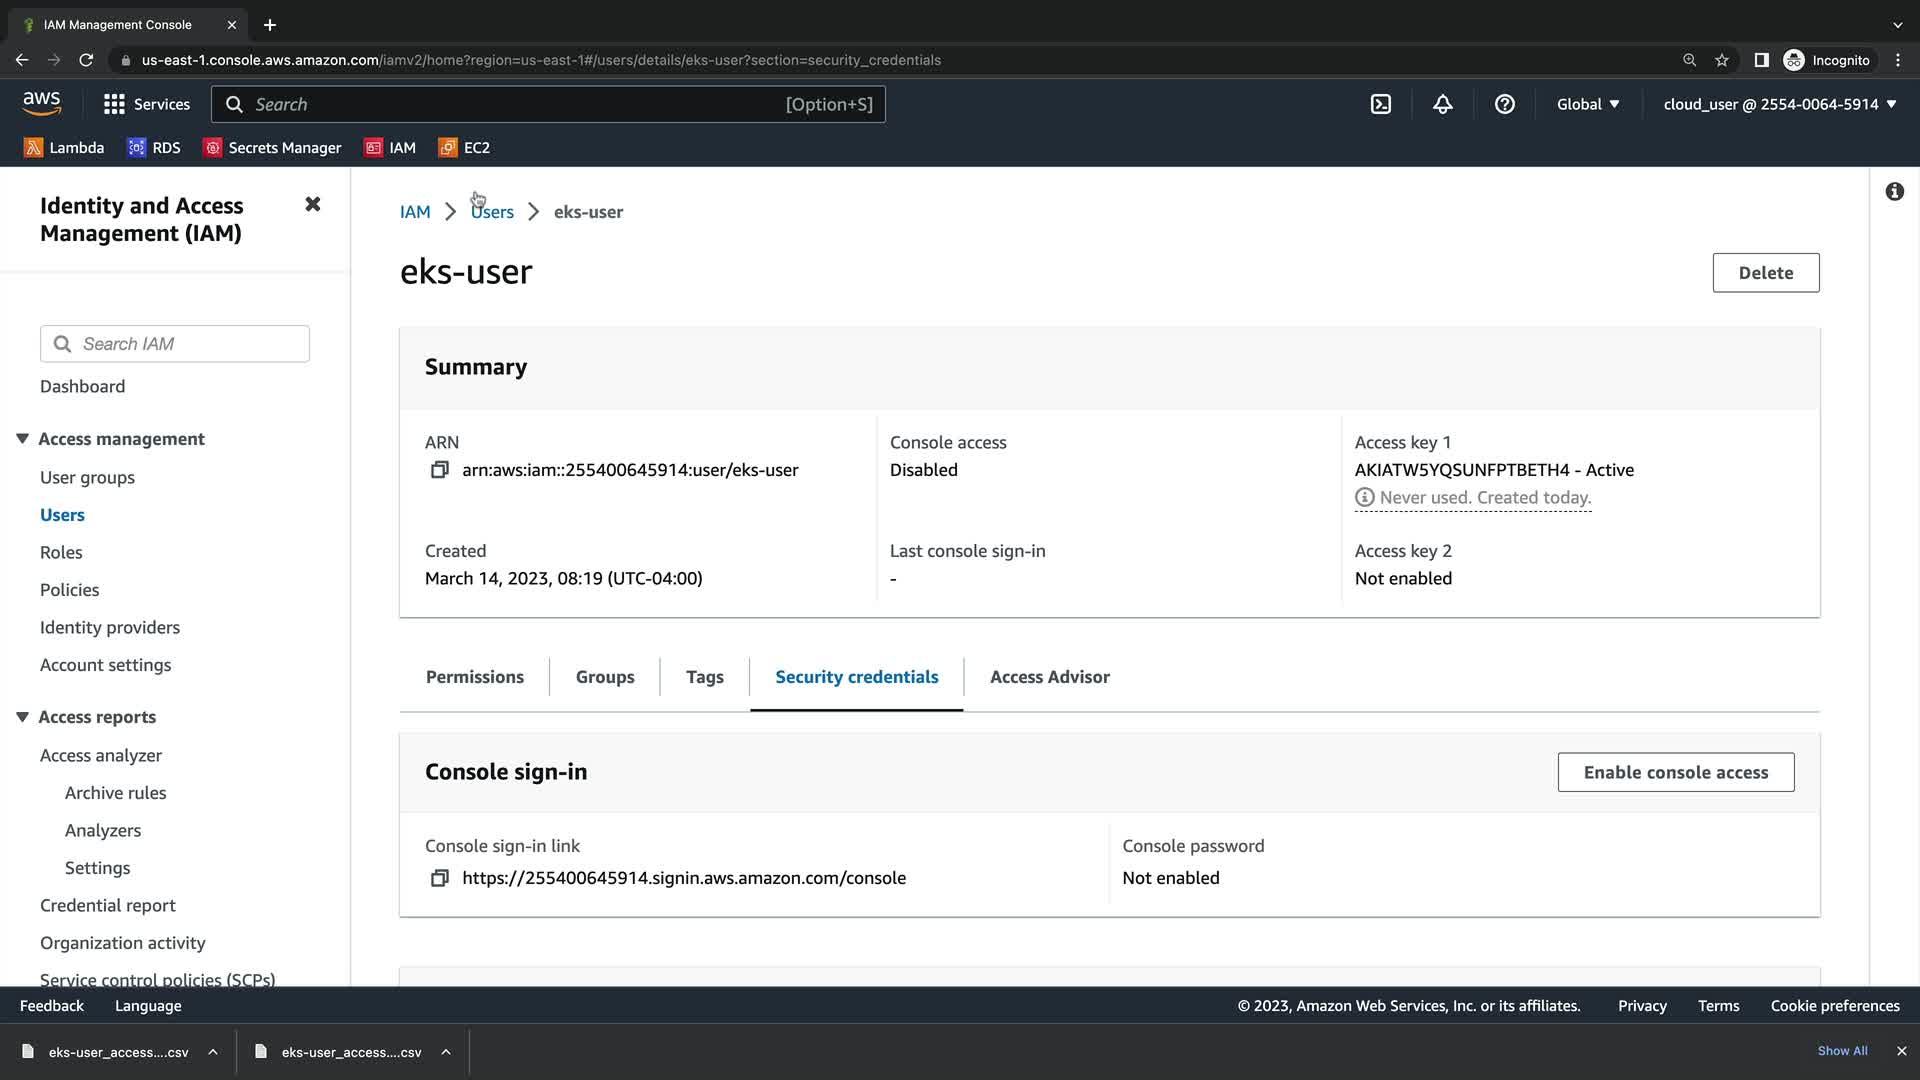 IAM Management Console
us-east-1.console.aws.amazon.com/iamv2/home?region=us-east-1#/users/details/eks-user?section=security_credentials
Incognito
aws
Services
Search
[Option+S]
Global
cloud_user @ 2554-0064-5914
Lambda
RDS
Secrets Manager
IAM
EC2
Identity and Access
Management (IAM)
Search IAM
Dashboard
Access management
User groups
Users
Roles
Policies
Identity providers
Account settings
Access reports
Access analyzer
Archive rules
Analyzers
Settings
Credential report
Organization activity
Service control policies (SCPs)
IAM
Users
eks-user
eks-user
Delete
Summary
ARN
arn:aws:iam::255400645914:user/eks-user
Console access
Disabled
Access key 1
AKIATW5YQSUNFPTBETH4 - Active
Never used. Created today.
Created
March 14, 2023, 08:19 (UTC-04:00)
Last console sign-in
-
Access key 2
Not enabled
Permissions
Groups
Tags
Security credentials
Access Advisor
Console sign-in
Enable console access
Console sign-in link
https://255400645914.signin.aws.amazon.com/console
Console password
Not enabled
Feedback
Language
© 2023, Amazon Web Services, Inc. or its affiliates.
Privacy
Terms
Cookie preferences
eks-user_access....csv
eks-user_access....csv
Show All